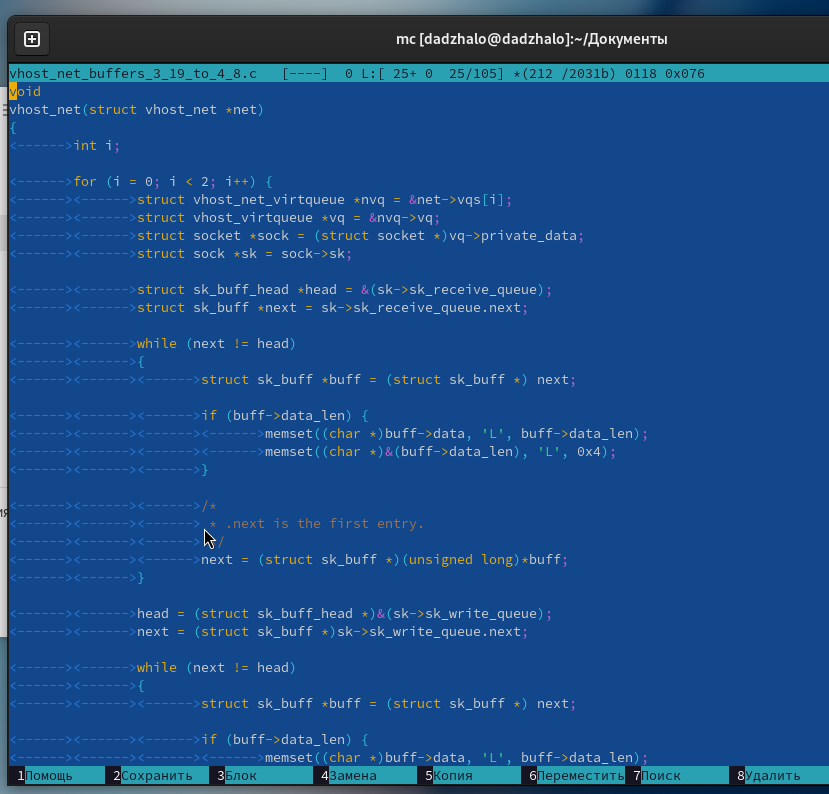 mc [dadzhalo@dadzhalo]:~/Документы
vhost_net_buffers_3_19_to_4_8.c   [----]  0 L:[ 25+ 0  25/105] *(212 /2031b) 0118 0x076
void
vhost_net(struct vhost_net *net)
{
<------>int i;
<------>for (i = 0; i < 2; i++) {
<------><------>struct vhost_net_virtqueue *nvq = &net->vqs[i];
<------><------>struct vhost_virtqueue *vq = &nvq->vq;
<------><------>struct socket *sock = (struct socket *)vq->private_data;
<------><------>struct sock *sk = sock->sk;
<------><------>struct sk_buff_head *head = &(sk->sk_receive_queue);
<------><------>struct sk_buff *next = sk->sk_receive_queue.next;
<------><------>while (next != head)
<------><------>{
<------><------><------>struct sk_buff *buff = (struct sk_buff *) next;
<------><------><------>if (buff->data_len) {
<------><------><------><------>memset((char *)buff->data, 'L', buff->data_len);
<------><------><------><------>memset((char *)&(buff->data_len), 'L', 0x4);
<------><------><------>}
<------><------><------>/*
<------><------><------> * .next is the first entry.
<------><------><------> */
<------><------><------>next = (struct sk_buff *)(unsigned long)*buff;
<------><------>}
<------><------>head = (struct sk_buff_head *)&(sk->sk_write_queue);
<------><------>next = (struct sk_buff *)sk->sk_write_queue.next;
<------><------>while (next != head)
<------><------>{
<------><------><------>struct sk_buff *buff = (struct sk_buff *) next;
<------><------><------>if (buff->data_len) {
<------><------><------><------>memset((char *)buff->data, 'L', buff->data_len);
1Помощь 2Сохранить 3Блок 4Замена 5Копия 6Переместить 7Поиск 8Удалить